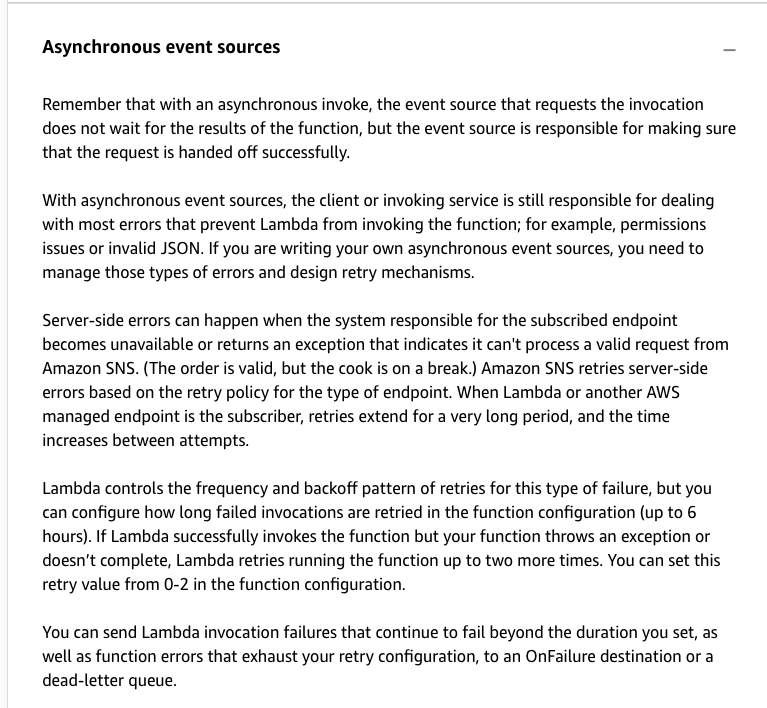 Asynchronous event sources
Remember that with an asynchronous invoke, the event source that requests the invocation
does not wait for the results of the function, but the event source is responsible for making sure
that the request is handed off successfully.
With asynchronous event sources, the client or invoking service is still responsible for dealing
with most errors that prevent Lambda from invoking the function; for example, permissions
issues or invalid JSON. If you are writing your own asynchronous event sources, you need to
manage those types of errors and design retry mechanisms.
Server-side errors can happen when the system responsible for the subscribed endpoint
becomes unavailable or returns an exception that indicates it can't process a valid request from
Amazon SNS. (The order is valid, but the cook is on a break.) Amazon SNS retries server-side
errors based on the retry policy for the type of endpoint. When Lambda or another AWS
managed endpoint is the subscriber, retries extend for a very long period, and the time
increases between attempts.
Lambda controls the frequency and backoff pattern of retries for this type of failure, but you
can configure how long failed invocations are retried in the function configuration (up to 6
hours). If Lambda successfully invokes the function but your function throws an exception or
doesn’t complete, Lambda retries running the function up to two more times. You can set this
retry value from 0-2 in the function configuration.
You can send Lambda invocation failures that continue to fail beyond the duration you set, as
well as function errors that exhaust your retry configuration, to an OnFailure destination or a
dead-letter queue.